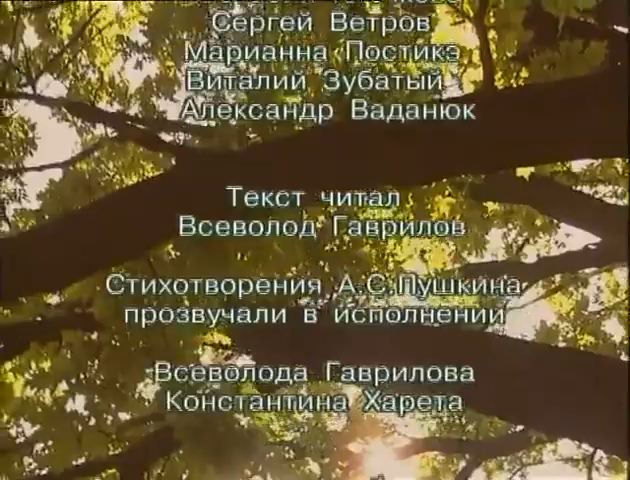 Сергей Ветров
Марианна Постикэ
Виталий Зубатый
Александр Ваданюк
Текст читал
Всеволод Гаврилов
Стихотворения А.С.Пушкина
прозвучали в исполнении
Всеволода Гаврилова
Константина Харета